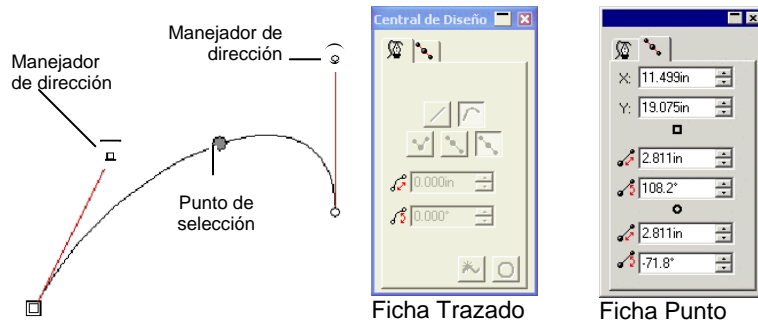 Manejador
de dirección
Manejador de
dirección
Punto de
selección
Central de Diseño
0.000in
0.000°
Ficha Trazado
X: 11.499in
Y: 19.075in
2.811in
108.2°
2.811in
-71.8°
Ficha Punto